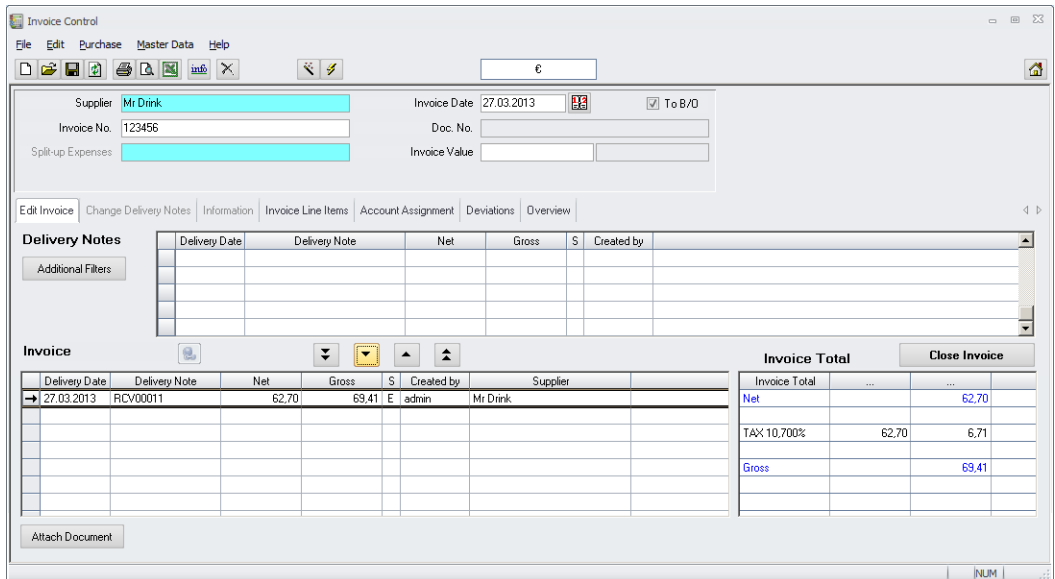 Invoice Control
File Edit Purchase Master Data Help
info €
Supplier Mr Drink Invoice Date 27.03.2013 To B/O
Invoice No. 123456 Doc. No.
Split-up Expenses Invoice Value
Edit Invoice Change Delivery Notes Information Invoice Line Items Account Assignment Deviations Overview
Delivery Notes Delivery Date Delivery Note Net Gross S Created by
Additional Filters
Invoice Invoice Total Close Invoice
Delivery Date Delivery Note Net Gross S Created by Supplier Invoice Total ... ...
27.03.2013 RCV00011 62,70 69,41 E admin Mr Drink Net 62,70
TAX 10,700% 62,70 6,71
Gross 69,41
Attach Document
NUM